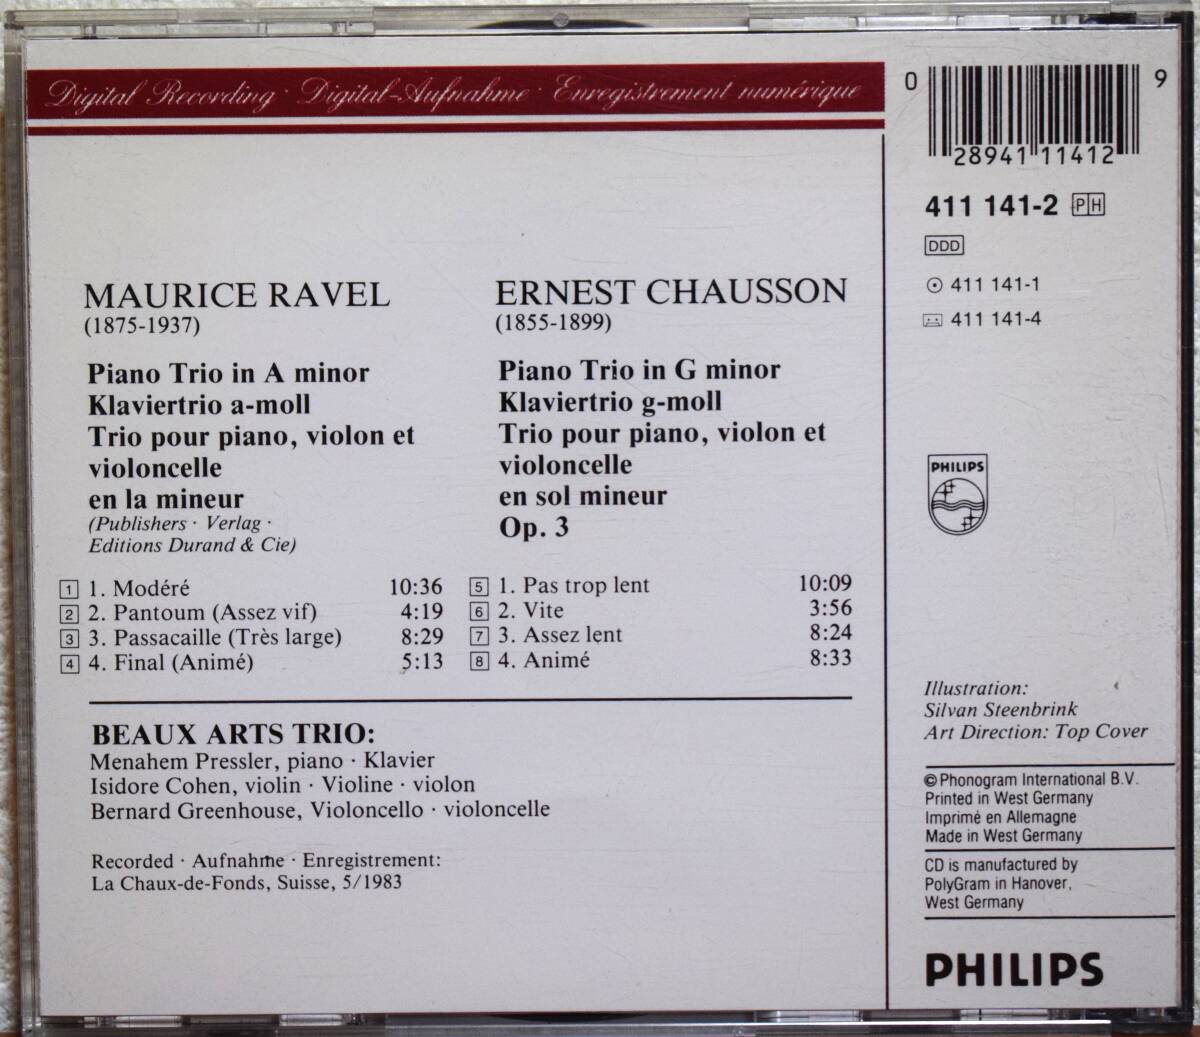 Digital Recording · Digital-Aufnahme · Enregistrement numérique
MAURICE RAVEL
(1875-1937)
Piano Trio in A minor
Klaviertrio a-moll
Trio pour piano, violon et
violoncelle
en la mineur
(Publishers · Verlag ·
Editions Durand & Cie)
1 1. Modéré 10:36
2 2. Pantoum (Assez vif) 4:19
3 3. Passacaille (Très large) 8:29
4 4. Final (Animé) 5:13
ERNEST CHAUSSON
(1855-1899)
Piano Trio in G minor
Klaviertrio g-moll
Trio pour piano, violon et
violoncelle
en sol mineur
Op. 3
5 1. Pas trop lent 10:09
6 2. Vite 3:56
7 3. Assez lent 8:24
8 4. Animé 8:33
BEAUX ARTS TRIO:
Menahem Pressler, piano · Klavier
Isidore Cohen, violin · Violine · violon
Bernard Greenhouse, Violoncello · violoncelle
Recorded · Aufnahme · Enregistrement:
La Chaux-de-Fonds, Suisse, 5/1983
0 28941 11412 9
411 141-2 PH
DDD
411 141-1
411 141-4
PHILIPS
Illustration:
Silvan Steenbrink
Art Direction: Top Cover
© Phonogram International B.V.
Printed in West Germany
Imprimé en Allemagne
Made in West Germany
CD is manufactured by
PolyGram in Hanover,
West Germany
PHILIPS